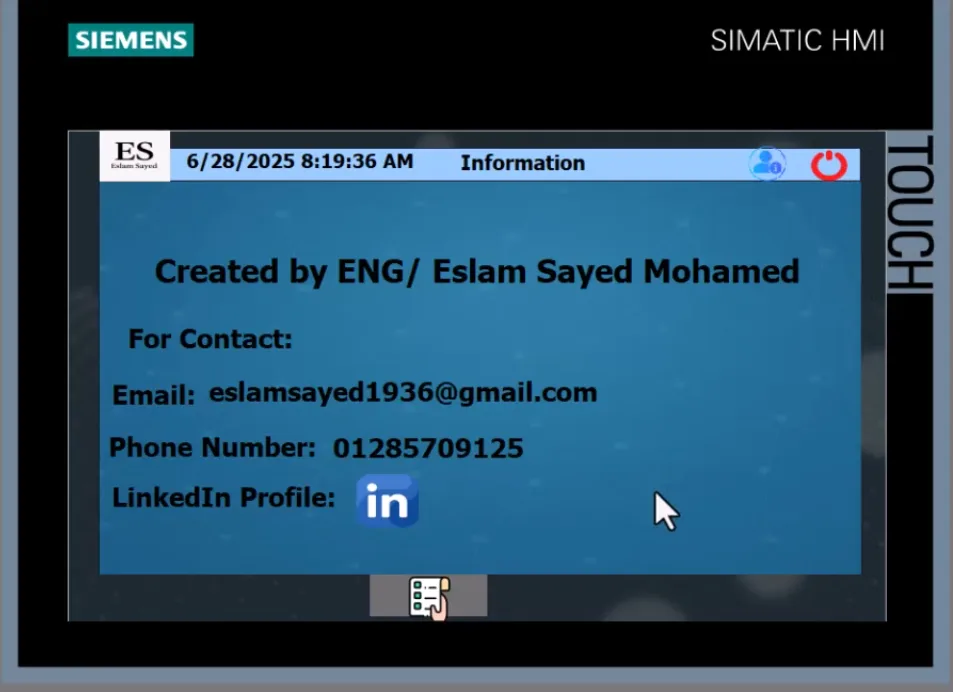 SIEMENS
SIMATIC HMI
TOUCH
ES
Eslam Sayed
6/28/2025 8:19:36 AM
Information
Created by ENG/ Eslam Sayed Mohamed
For Contact:
Email: eslamsayed1936@gmail.com
Phone Number: 01285709125
LinkedIn Profile: in